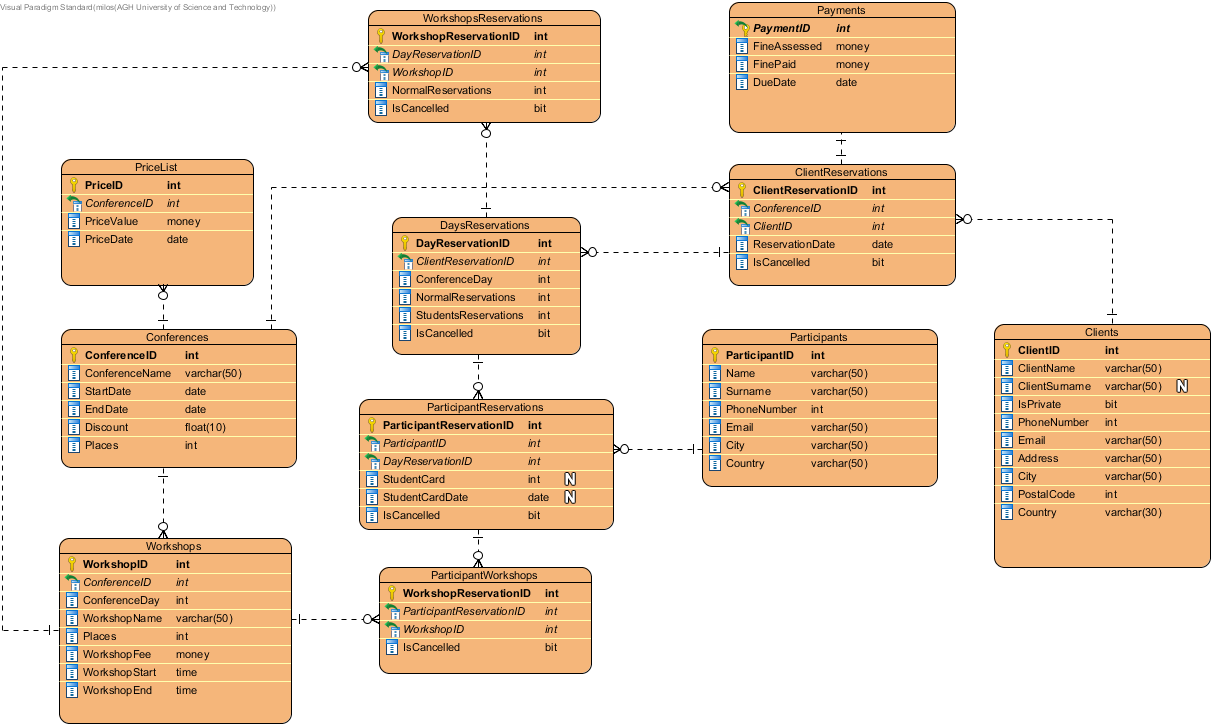 Visual Paradigm Standard(milos(AGH University of Science and Technology))
WorkshopsReservations
WorkshopReservationID int
DayReservationID int
WorkshopID int
NormalReservations int
IsCancelled bit
Payments
PaymentID int
FineAssessed money
FinePaid money
DueDate date
PriceList
PriceID int
ConferenceID int
PriceValue money
PriceDate date
ClientReservations
ClientReservationID int
ConferenceID int
ClientID int
ReservationDate date
IsCancelled bit
DaysReservations
DayReservationID int
ClientReservationID int
ConferenceDay int
NormalReservations int
StudentsReservations int
IsCancelled bit
Conferences
ConferenceID int
ConferenceName varchar(50)
StartDate date
EndDate date
Discount float(10)
Places int
Participants
ParticipantID int
Name varchar(50)
Surname varchar(50)
PhoneNumber int
Email varchar(50)
City varchar(50)
Country varchar(50)
Clients
ClientID int
ClientName varchar(50)
ClientSurname varchar(50) N
IsPrivate bit
PhoneNumber int
Email varchar(50)
Address varchar(50)
City varchar(50)
PostalCode int
Country varchar(30)
ParticipantReservations
ParticipantReservationID int
ParticipantID int
DayReservationID int
StudentCard int N
StudentCardDate date N
IsCancelled bit
Workshops
WorkshopID int
ConferenceID int
ConferenceDay int
WorkshopName varchar(50)
Places int
WorkshopFee money
WorkshopStart time
WorkshopEnd time
ParticipantWorkshops
WorkshopReservationID int
ParticipantReservationID int
WorkshopID int
IsCancelled bit